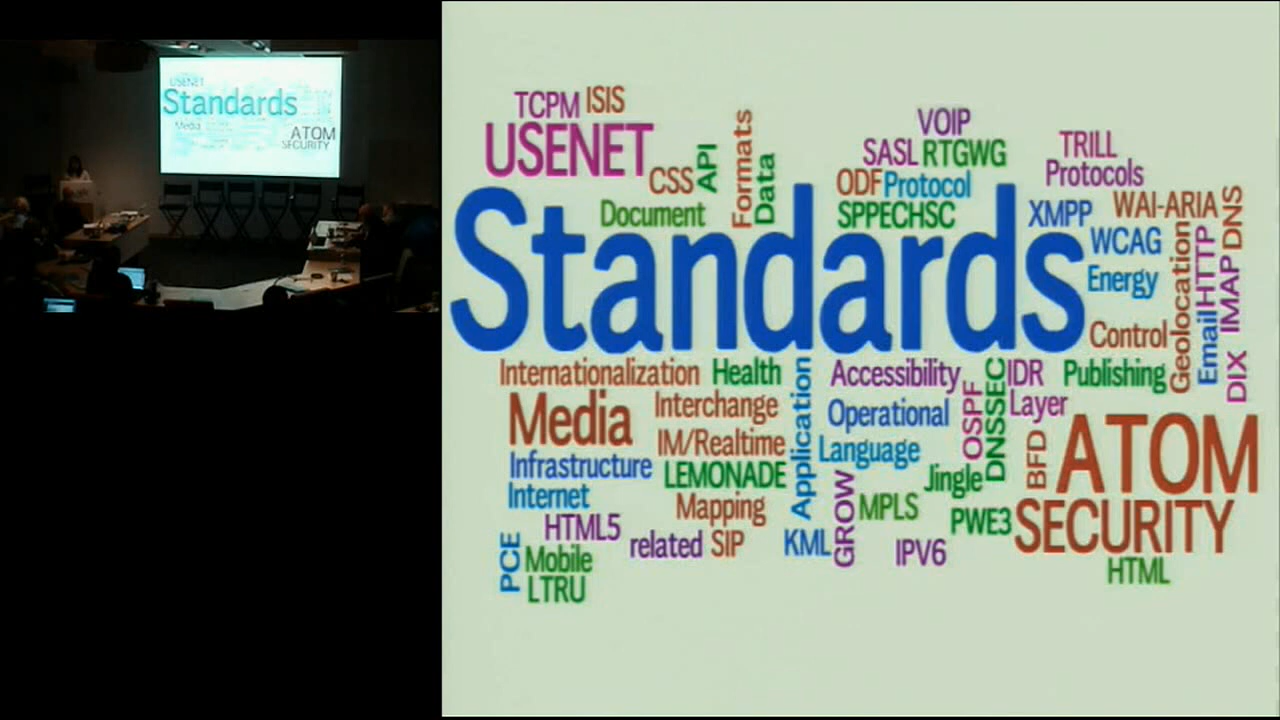 USENET
Standards
Media
ATOM
SECURITY
TCPM ISIS
USENET
CSS
API
Formats
Data
Document
VOIP
SASL RTGWG
ODF Protocol
SPPECHSC
TRILL
Protocols
XMPP
WAI-ARIA
DNS
WCAG
Energy
Standards
Control
Geolocation
HTTP
Email
IMAP
DIX
Internationalization Health
Application
Accessibility
IDR
Publishing
Media
Interchange
Operational
OSPF
DNSSEC
Layer
IM/Realtime
Language
BFD
ATOM
Infrastructure
LEMONADE
Jingle
Internet
Mapping
GROW
MPLS
PWE3
SECURITY
HTML5
related SIP
KML
IPV6
PCE
Mobile
LTRU
HTML